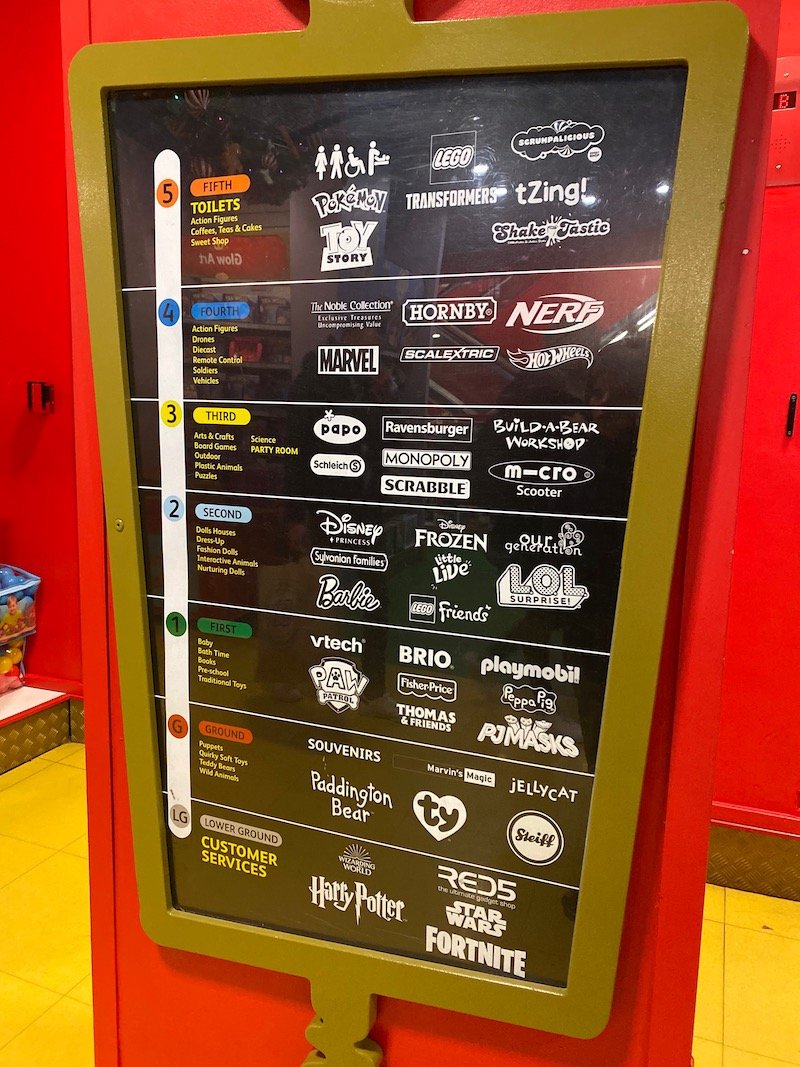 5
FIFTH
TOILETS
Action Figures
Coffees, Teas & Cakes
Sweet Shop
Glow Art
LEGO
SCRUMPALICIOUS
POKéMON
TRANSFORMERS
tZing!
TOY
STORY
Shake Tastic
4
FOURTH
Action Figures
Drones
Diecast
Remote Control
Soldiers
Vehicles
The Noble Collection
Exclusive Treasures
Uncompromising Value
HORNBY
NERF
MARVEL
SCALEXTRIC
HOT WHEELS
3
THIRD
Arts & Crafts
Board Games
Outdoor
Plastic Animals
Puzzles
Science
PARTY ROOM
papo
Ravensburger
BUILD-A-BEAR
WORKSHOP
Schleich S
MONOPOLY
SCRABBLE
m-cro
Scooter
2
SECOND
Dolls Houses
Dress-Up
Fashion Dolls
Interactive Animals
Nurturing Dolls
Disney
PRINCESS
Disney
FROZEN
our
generation
Sylvanian Families
little
Live
LOL
SURPRISE!
Barbie
LEGO Friends
1
FIRST
Baby
Bath Time
Books
Pre-school
Traditional Toys
vtech
BRIO
playmobil
PAW
PATROL
Fisher-Price
Peppa Pig
THOMAS
& FRIENDS
PJ MASKS
G
GROUND
Puppets
Quirky Soft Toys
Teddy Bears
Wild Animals
SOUVENIRS
Marvin's Magic
JELLYCAT
Paddington
Bear
ty
Steiff
LG
LOWER GROUND
CUSTOMER
SERVICES
WIZARDING
WORLD
Harry Potter
RED5
the ultimate gadget shop
STAR
WARS
FORTNITE
B